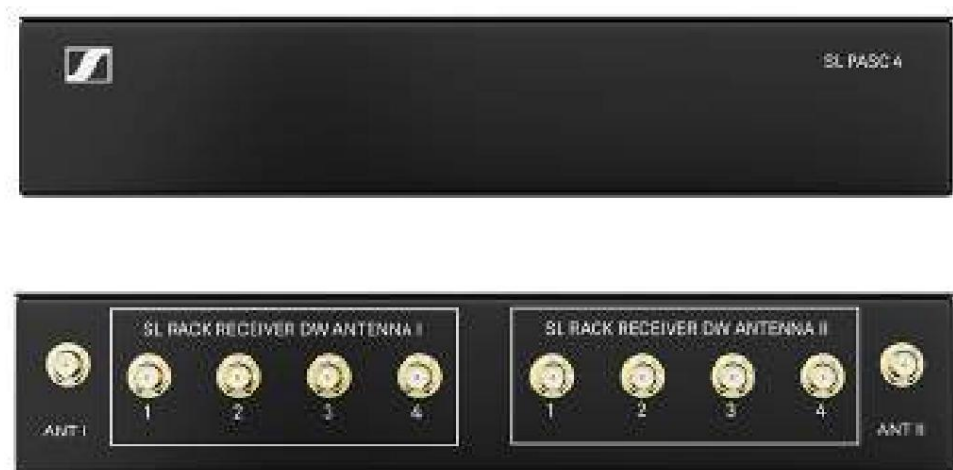 SL PASC 4
SL RACK RECEIVER DW ANTENNA I
SL RACK RECEIVER DW ANTENNA II
1 2 3 4
1 2 3 4
ANT I
ANT II